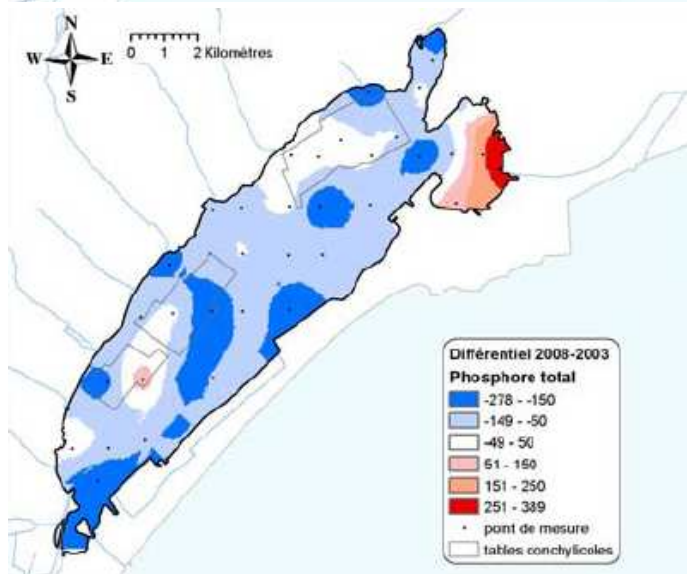 N
W E
S
0 1 2 Kilomètres
Différentiel 2008-2003
Phosphore total
-278 - -150
-149 - -50
-49 - 50
51 - 150
151 - 250
251 - 389
point de mesure
tables conchylicoles